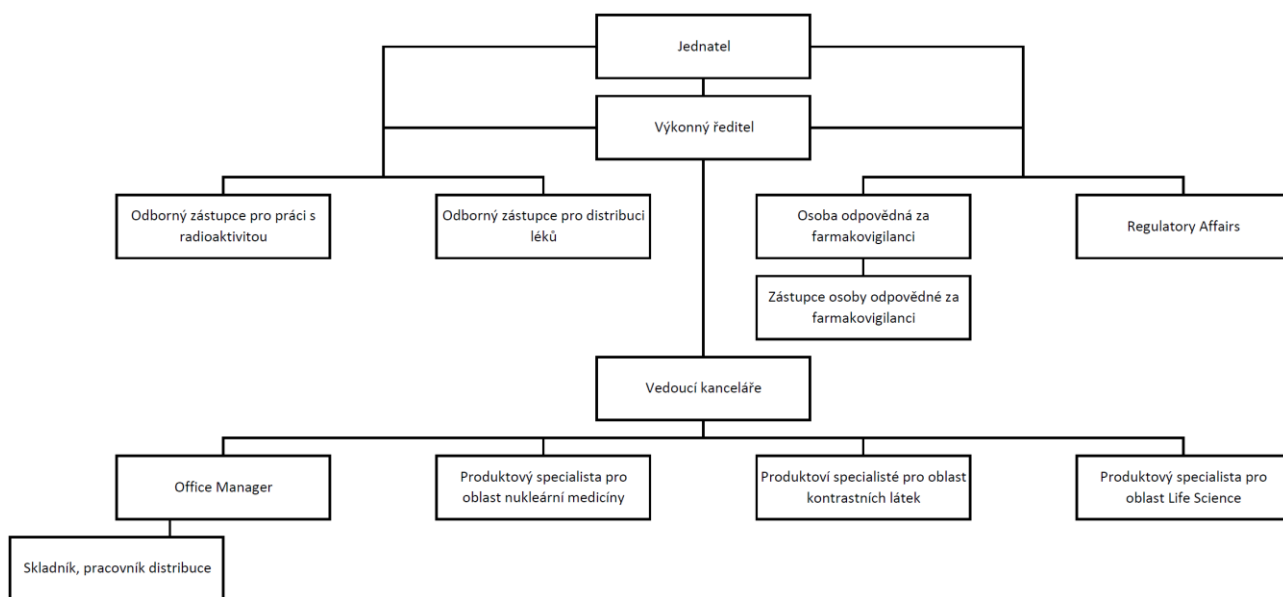 Jednatel
Výkonný ředitel
Odborný zástupce pro práci s
radioaktivitou
Odborný zástupce pro distribuci
léků
Osoba odpovědná za
farmakovigilanci
Regulatory Affairs
Zástupce osoby odpovědné za
farmakovigilanci
Vedoucí kanceláře
Office Manager
Produktový specialista pro
oblast nukleární medicíny
Produktoví specialisté pro oblast
kontrastních látek
Produktový specialista pro
oblast Life Science
Skladník, pracovník distribuce